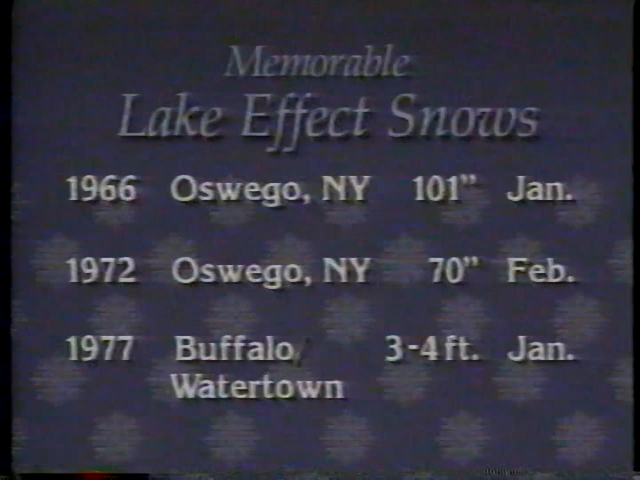 Memorable
Lake Effect Snows
1966 Oswego, NY 101" Jan.
1972 Oswego, NY 70" Feb.
1977 Buffalo/ 3-4 ft. Jan.
Watertown